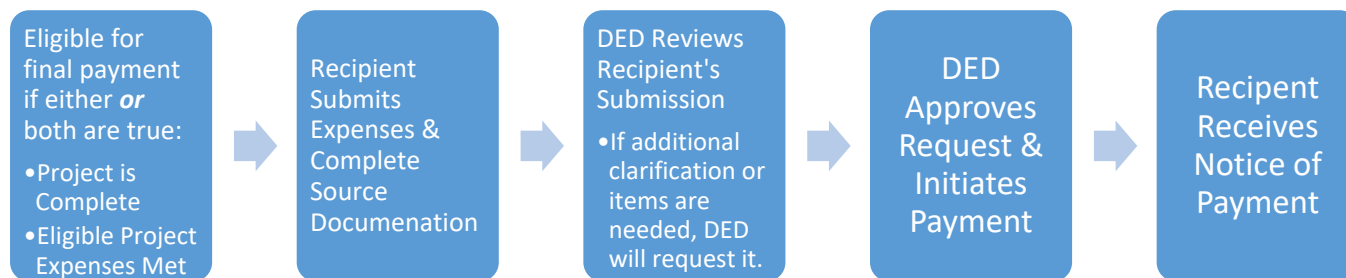 Eligible for
final payment
if either or
both are true:
•Project is
Complete
•Eligible Project
Expenses Met
Recipient
Submits
Expenses &
Complete
Source
Documenation
DED Reviews
Recipient's
Submission
•If additional
clarification or
items are
needed, DED
will request it.
DED
Approves
Request &
Initiates
Payment
Recipent
Receives
Notice of
Payment